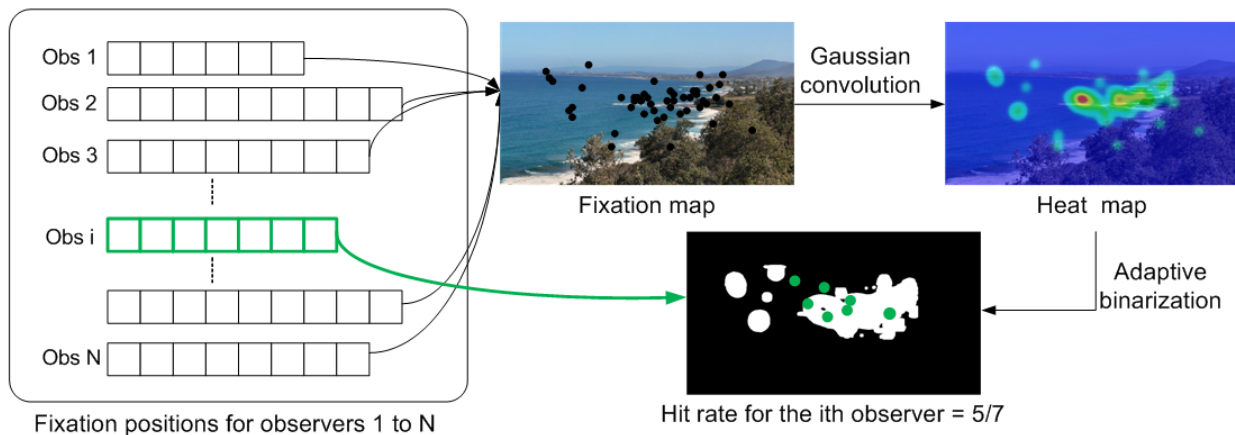 Obs 1
Obs 2
Obs 3
Obs i
Obs N
Fixation positions for observers 1 to N
Fixation map
Gaussian
convolution
Heat map
Adaptive
binarization
Hit rate for the ith observer = 5/7